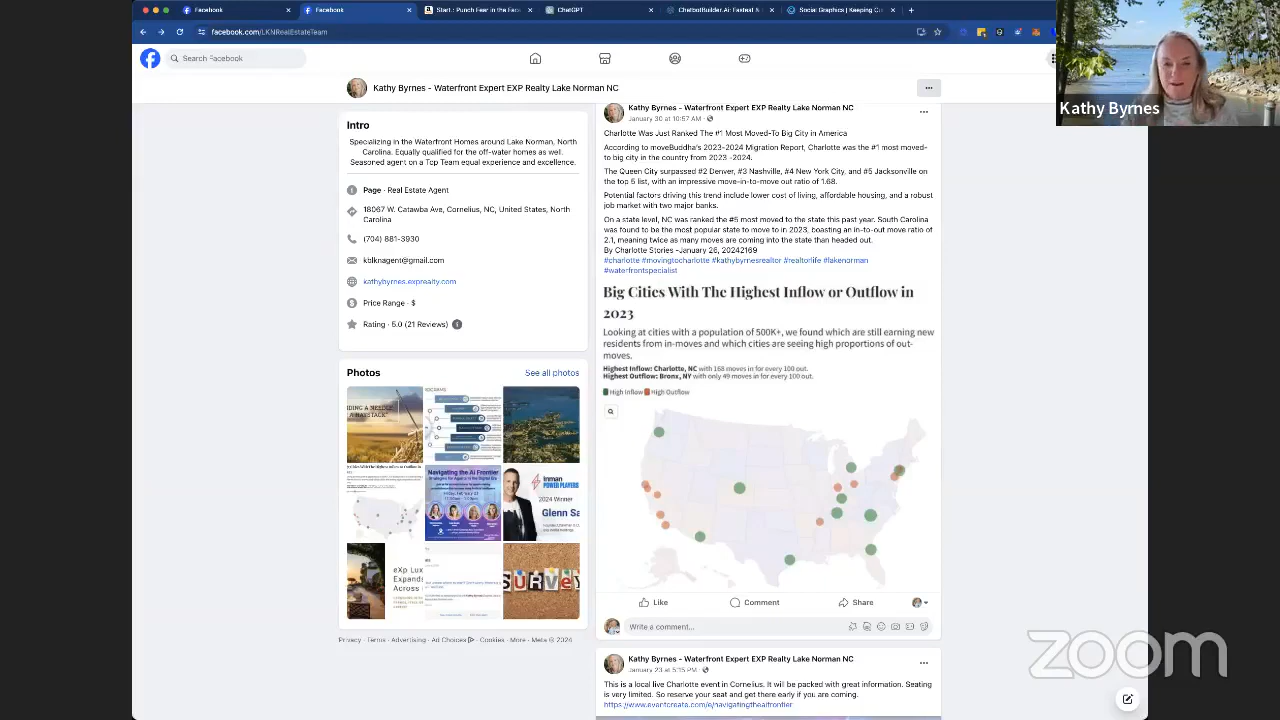 Facebook
Facebook
Start : Punch Fear in the Face
ChatGPT
ChatbotBuilder.Ai: Fastest &
Social Graphics | Keeping Cu
facebook.com/LKNRealEstateTeam
Search Facebook
Kathy Byrnes - Waterfront Expert EXP Realty Lake Norman NC
Kathy Byrnes
Intro
Specializing in the Waterfront Homes around Lake Norman, North
Carolina. Equally qualified for the off-water homes as well.
Seasoned agent on a Top Team equal experience and excellence.
Page · Real Estate Agent
18067 W. Catawba Ave, Cornelius, NC, United States, North
Carolina
(704) 881-3930
kblknagent@gmail.com
kathybyrnes.exprealty.com
Price Range · $
Rating · 5.0 (21 Reviews)
Photos
See all photos
DING A NEEDLE
HAYSTACK
Navigating the Ai Frontier
Inman
POWER PLAYERS
2024 Winner
Glenn Sa
eXp Lux
Expands
Across
SURVEY
Privacy · Terms · Advertising · Ad Choices · Cookies · More · Meta © 2024
Kathy Byrnes - Waterfront Expert EXP Realty Lake Norman NC
January 30 at 10:57 AM ·
Charlotte Was Just Ranked The #1 Most Moved-To Big City in America
According to moveBuddha's 2023-2024 Migration Report, Charlotte was the #1 most moved-
to big city in the country from 2023 -2024.
The Queen City surpassed #2 Denver, #3 Nashville, #4 New York City, and #5 Jacksonville on
the top 5 list, with an impressive move-in-to-move out ratio of 1.68.
Potential factors driving this trend include lower cost of living, affordable housing, and a robust
job market with two major banks.
On a state level, NC was ranked the #5 most moved to the state this past year. South Carolina
was found to be the most popular state to move to in 2023, boasting an in-to-out move ratio of
2.1, meaning twice as many moves are coming into the state than headed out.
By Charlotte Stories -January 26, 20242169
#charlotte #movingtocharlotte #kathybyrnesrealtor #realtorlife #lakenorman
#waterfrontspecialist
Big Cities With The Highest Inflow or Outflow in
2023
Looking at cities with a population of 500K+, we found which are still earning new
residents from in-moves and which cities are seeing high proportions of out-
moves.
Highest Inflow: Charlotte, NC with 168 moves in for every 100 out.
Highest Outflow: Bronx, NY with only 49 moves in for every 100 out.
High Inflow High Outflow
Like
Comment
Share
Write a comment...
Kathy Byrnes - Waterfront Expert EXP Realty Lake Norman NC
January 23 at 5:15 PM ·
This is a local live Charlotte event in Cornelius. It will be packed with great information. Seating
is very limited. So reserve your seat and get there early if you are coming.
https://www.eventcreate.com/e/navigatingtheaifrontier
zoom